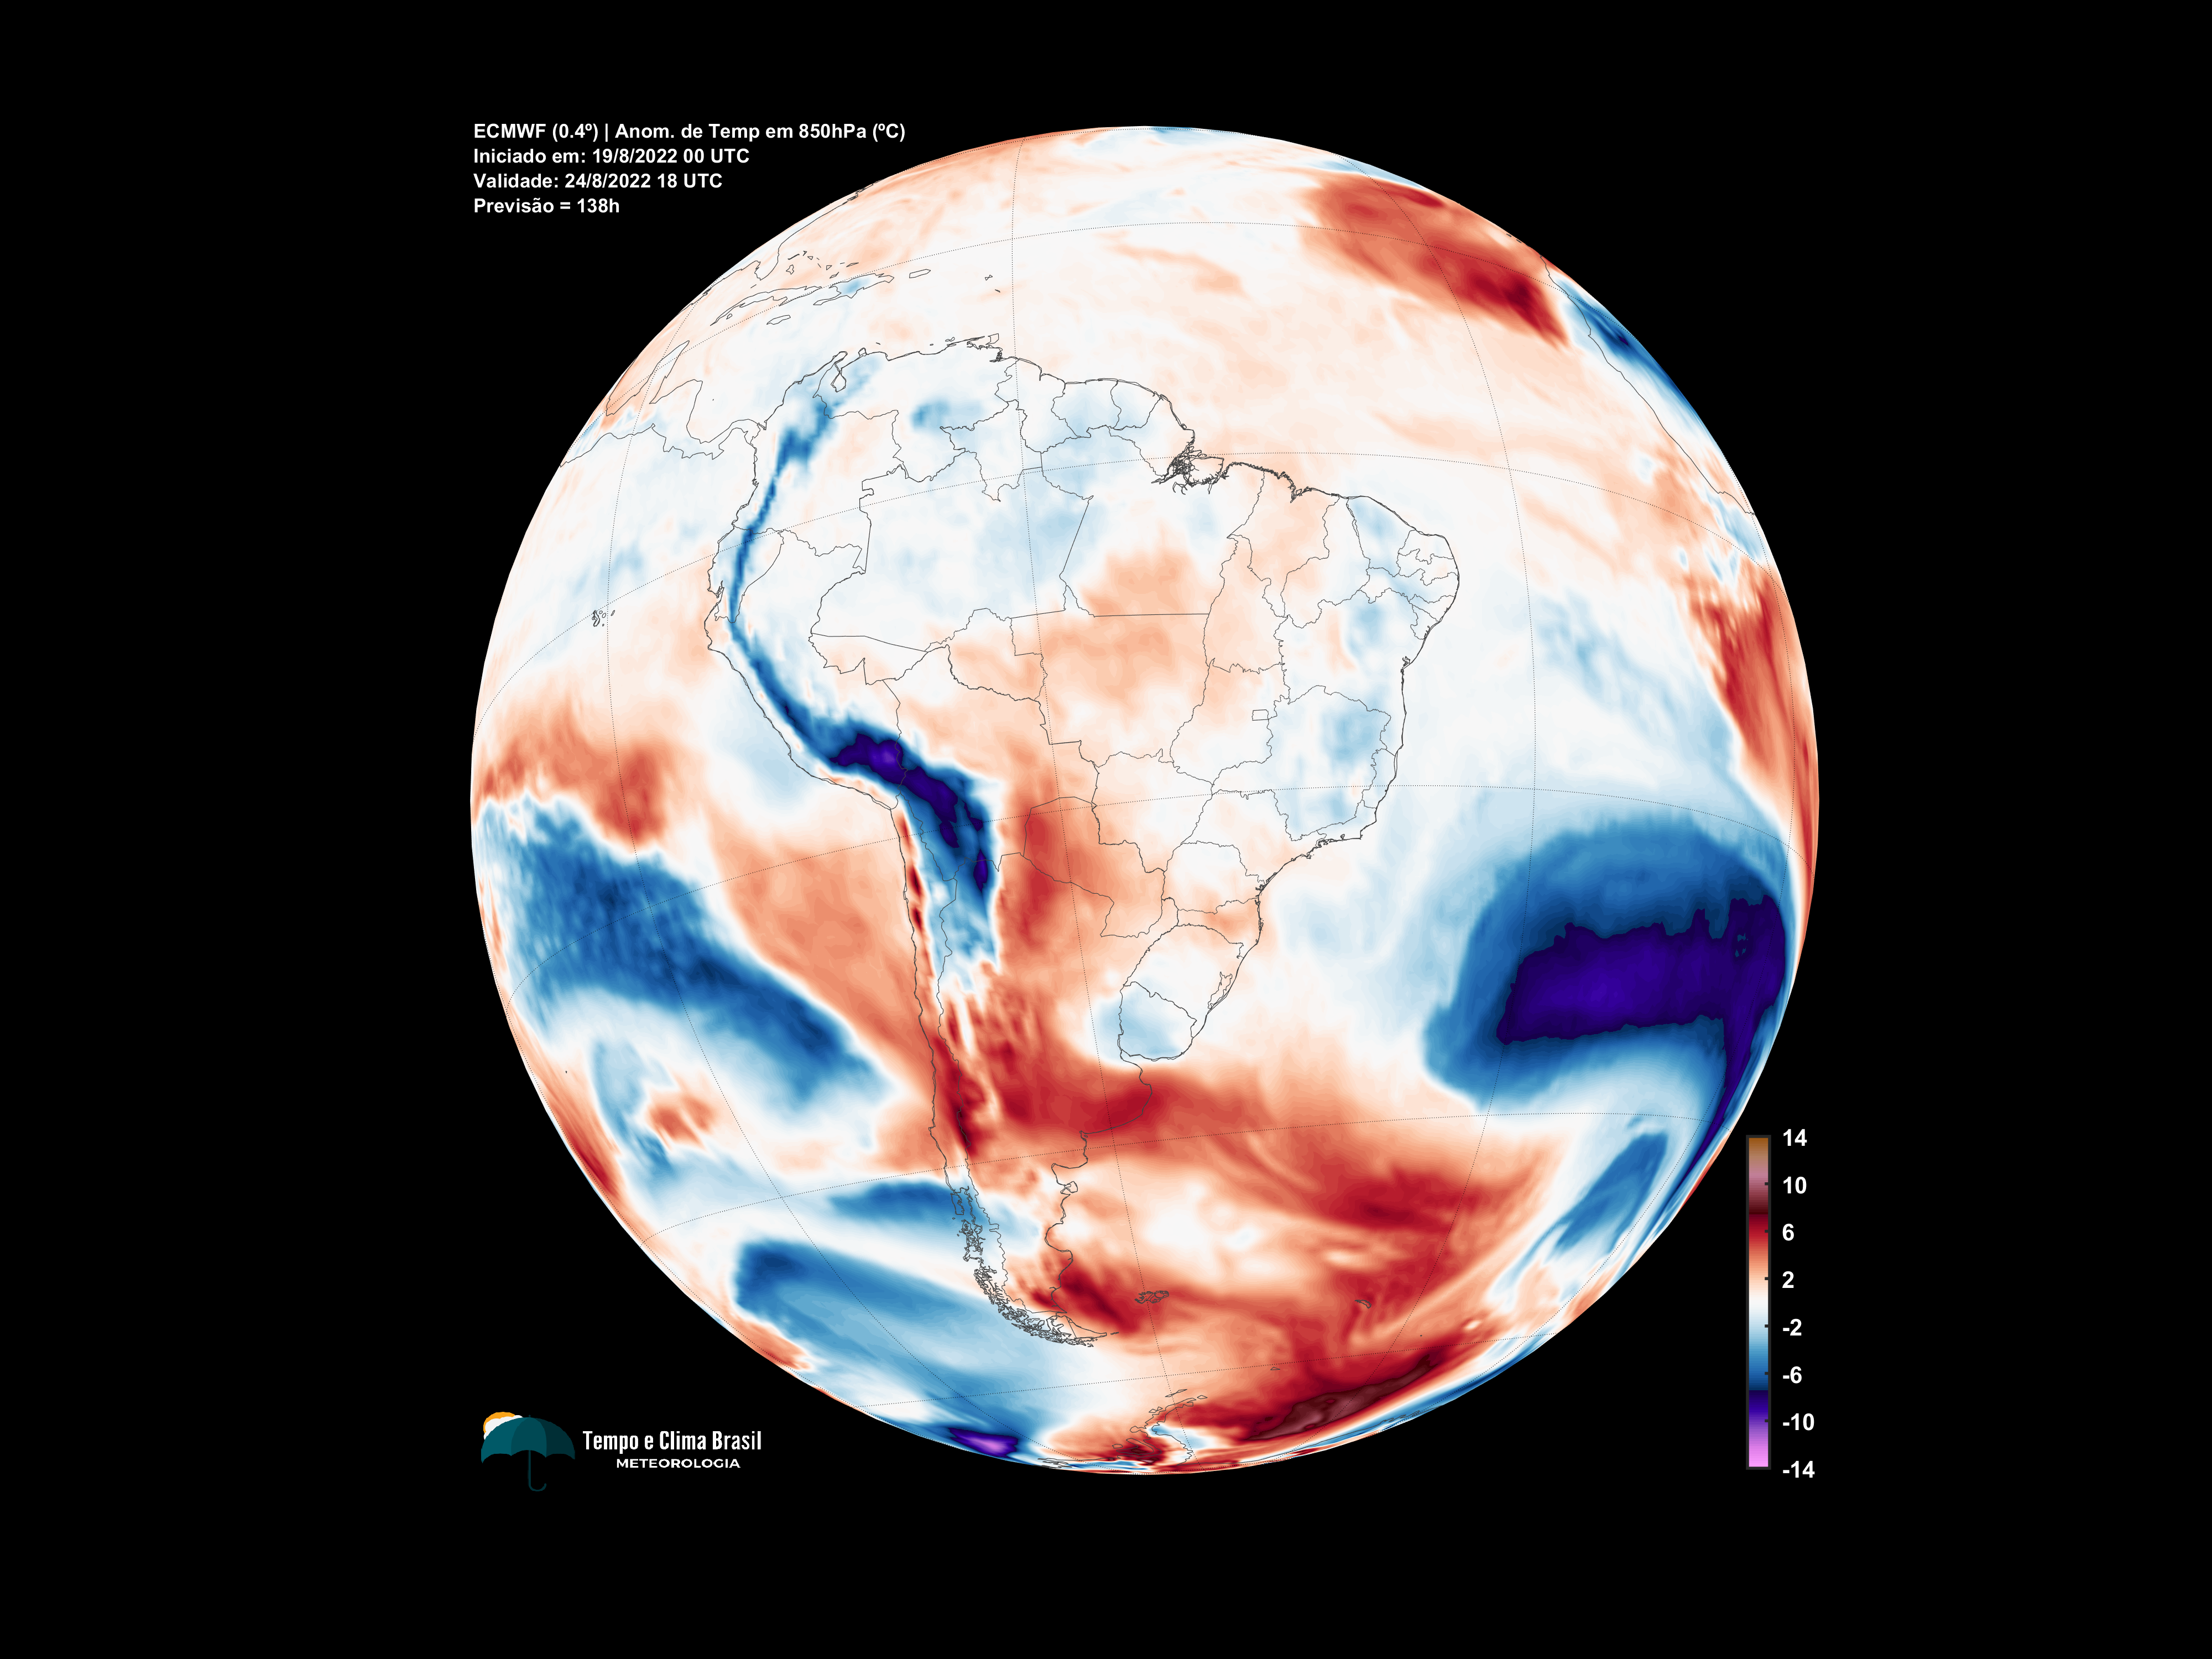 ECMWF (0.4º) | Anom. de Temp em 850hPa (ºC)
Iniciado em: 19/8/2022 00 UTC
Validade: 24/8/2022 18 UTC
Previsão = 138h
14
10
6
2
-2
-6
-10
-14
Tempo e Clima Brasil
METEOROLOGIA